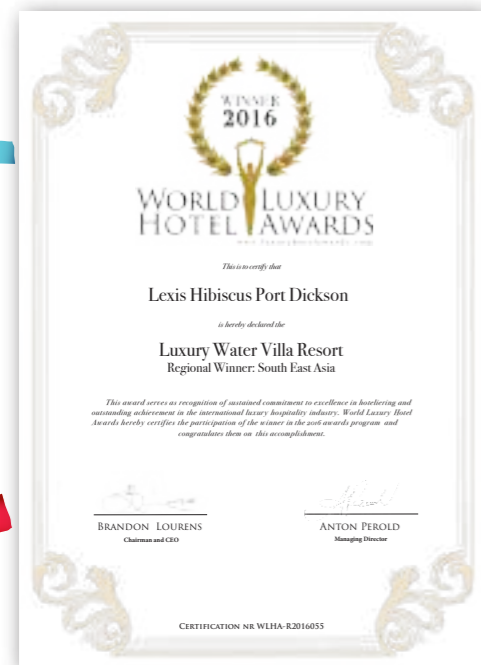 WINNER
2016
WORLD LUXURY
HOTEL AWARDS
www.luxuryhotelawards.com
This is to certify that
Lexis Hibiscus Port Dickson
is hereby declared the
Luxury Water Villa Resort
Regional Winner: South East Asia
This award serves as recognition of sustained commitment to excellence in hoteliering and
outstanding achievement in the international luxury hospitality industry. World Luxury Hotel
Awards hereby certifies the participation of the winner in the 2016 awards program and
congratulates them on this accomplishment.
BRANDON LOURENS ANTON PEROLD
Chairman and CEO Managing Director
CERTIFICATION NR WLHA-R2016055